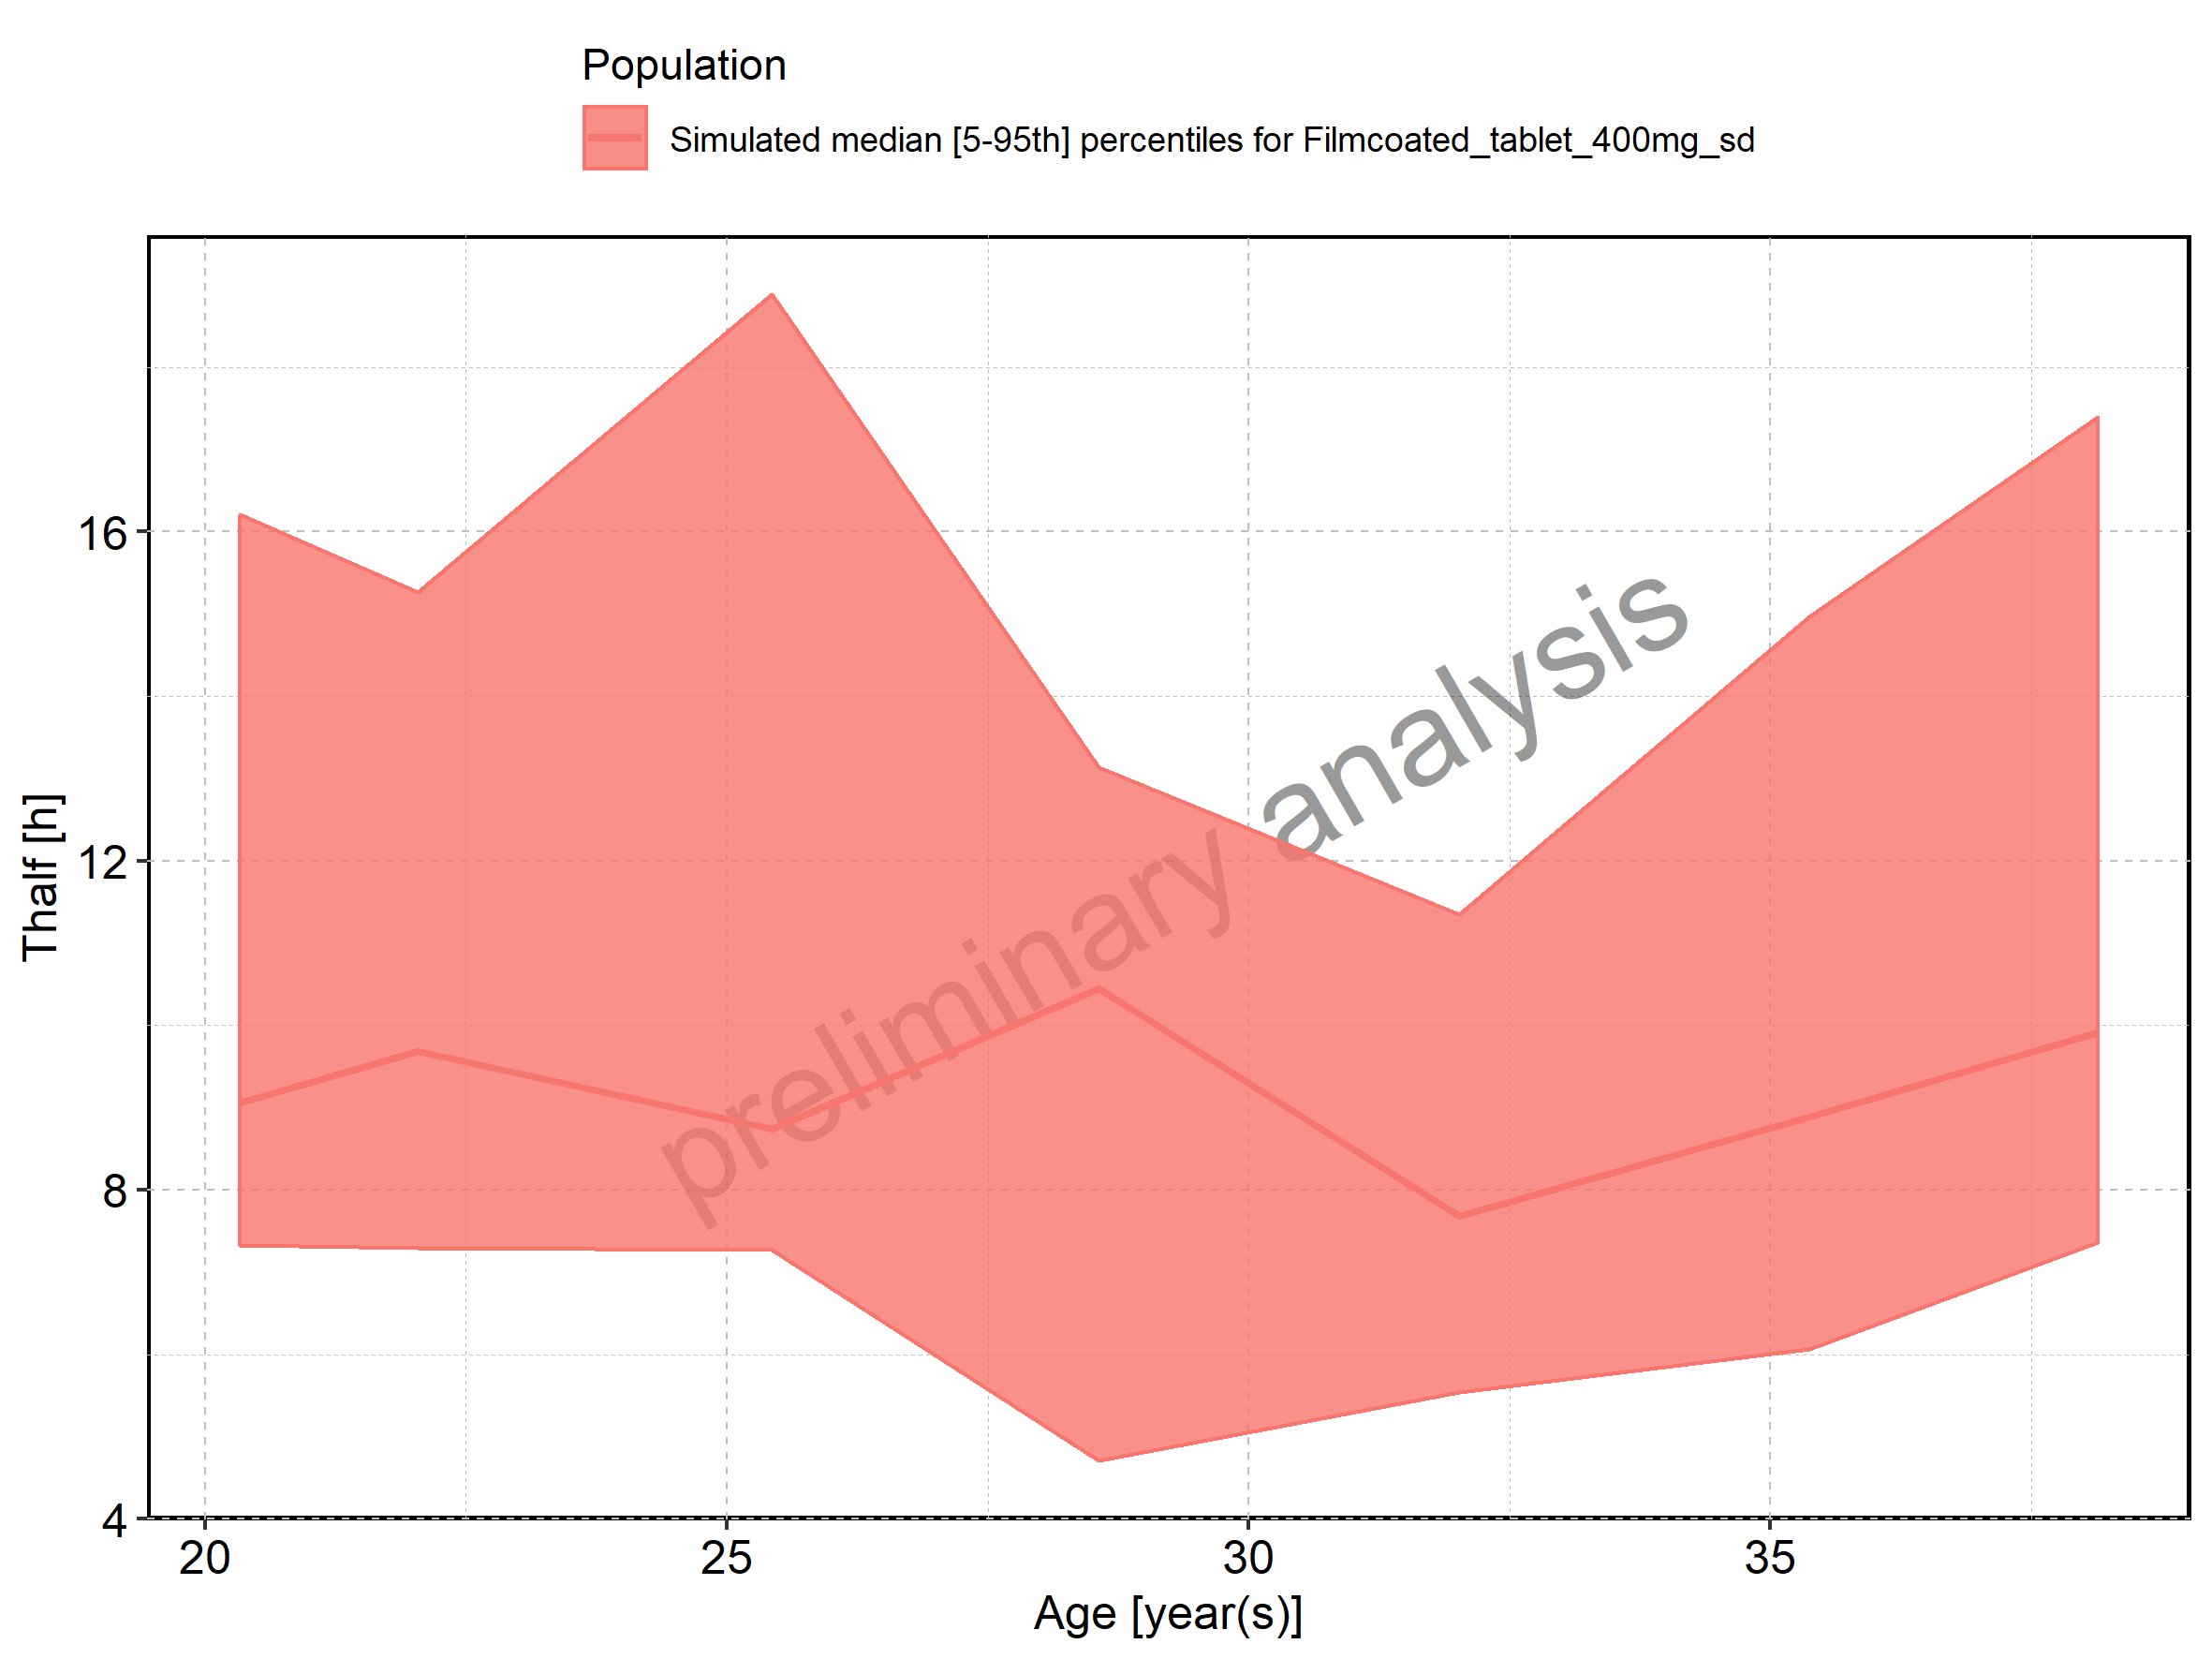 Population
Simulated median [5-95th] percentiles for Filmcoated_tablet_400mg_sd
16
12
8
4
Thalf [h]
preliminary analysis
20 25 30 35
Age [year(s)]